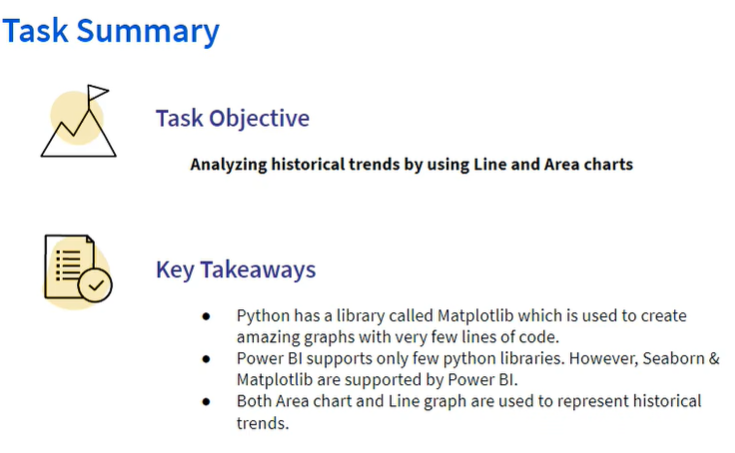 Task Summary
Task Objective
Analyzing historical trends by using Line and Area charts
Key Takeaways
● Python has a library called Matplotlib which is used to create
amazing graphs with very few lines of code.
● Power BI supports only few python libraries. However, Seaborn &
Matplotlib are supported by Power BI.
● Both Area chart and Line graph are used to represent historical
trends.